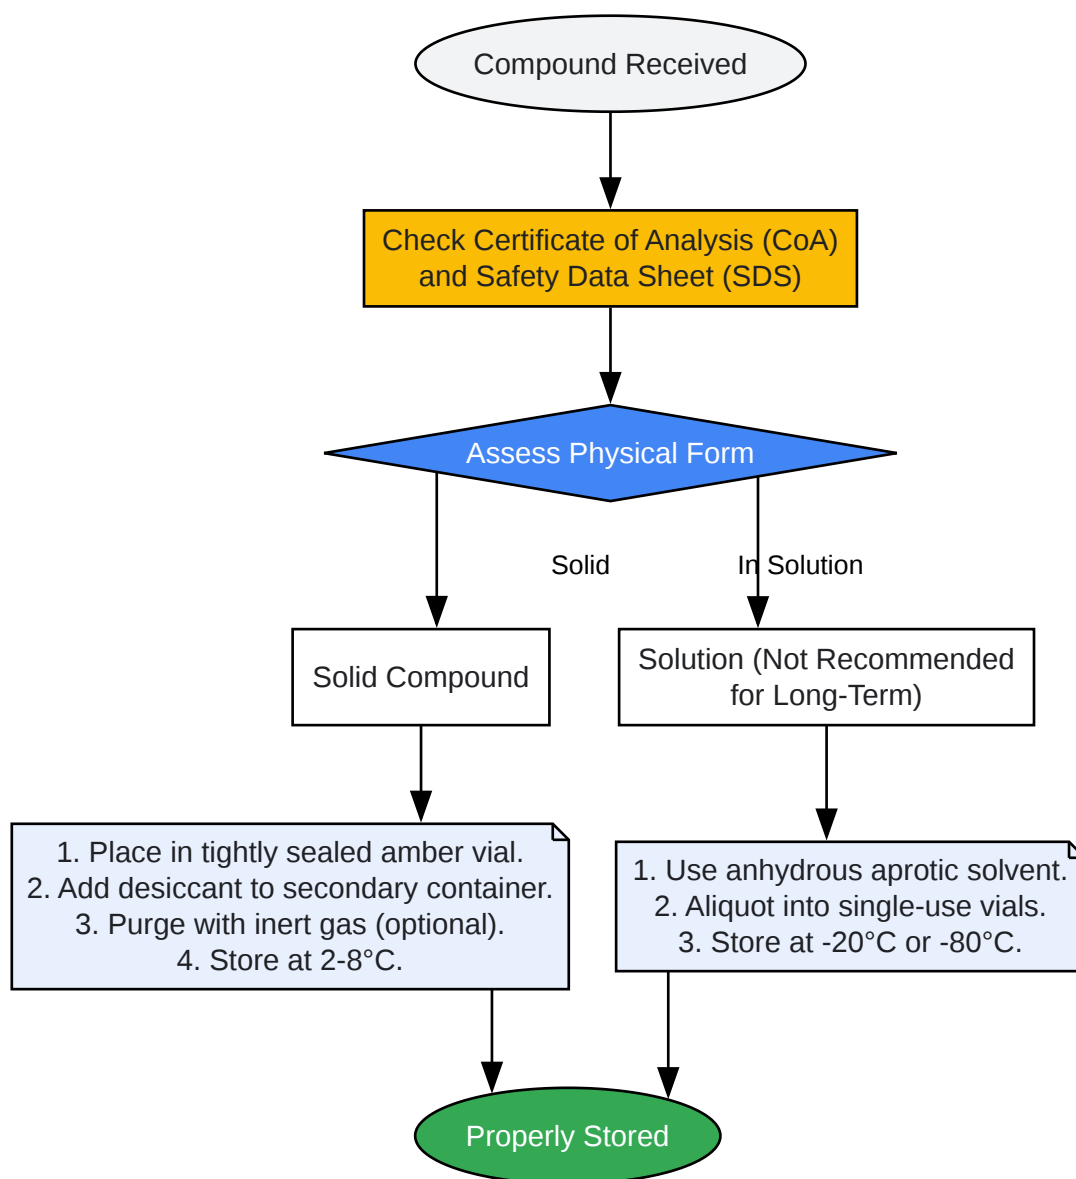 Compound Received
Check Certificate of Analysis (CoA)
and Safety Data Sheet (SDS)
Assess Physical Form
Solid
In Solution
Solid Compound
Solution (Not Recommended
for Long-Term)
1. Place in tightly sealed amber vial.
2. Add desiccant to secondary container.
3. Purge with inert gas (optional).
4. Store at 2-8°C.
1. Use anhydrous aprotic solvent.
2. Aliquot into single-use vials.
3. Store at -20°C or -80°C.
Properly Stored